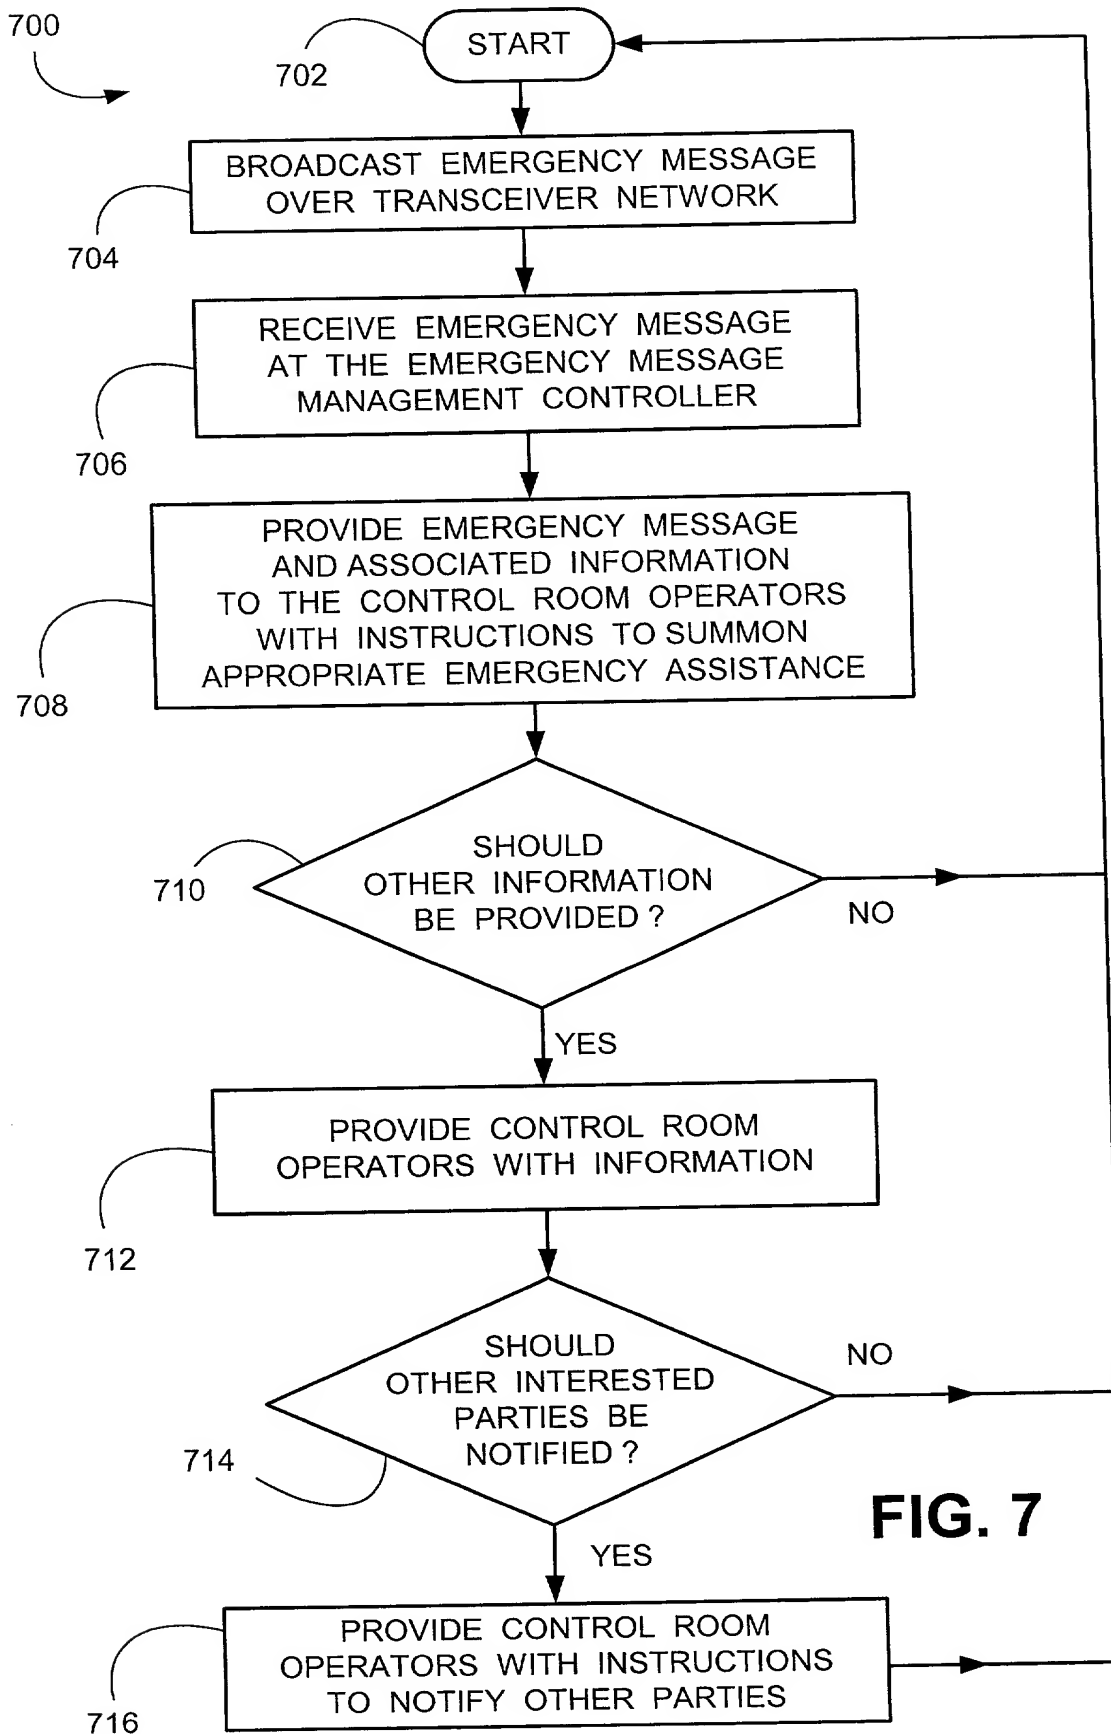 700
START
702
BROADCAST EMERGENCY MESSAGE
OVER TRANSCEIVER NETWORK
704
RECEIVE EMERGENCY MESSAGE
AT THE EMERGENCY MESSAGE
MANAGEMENT CONTROLLER
706
PROVIDE EMERGENCY MESSAGE
AND ASSOCIATED INFORMATION
TO THE CONTROL ROOM OPERATORS
WITH INSTRUCTIONS TO SUMMON
APPROPRIATE EMERGENCY ASSISTANCE
708
SHOULD
OTHER INFORMATION
BE PROVIDED ?
710
NO
YES
PROVIDE CONTROL ROOM
OPERATORS WITH INFORMATION
712
SHOULD
OTHER INTERESTED
PARTIES BE
NOTIFIED ?
NO
714
FIG. 7
YES
PROVIDE CONTROL ROOM
OPERATORS WITH INSTRUCTIONS
TO NOTIFY OTHER PARTIES
716